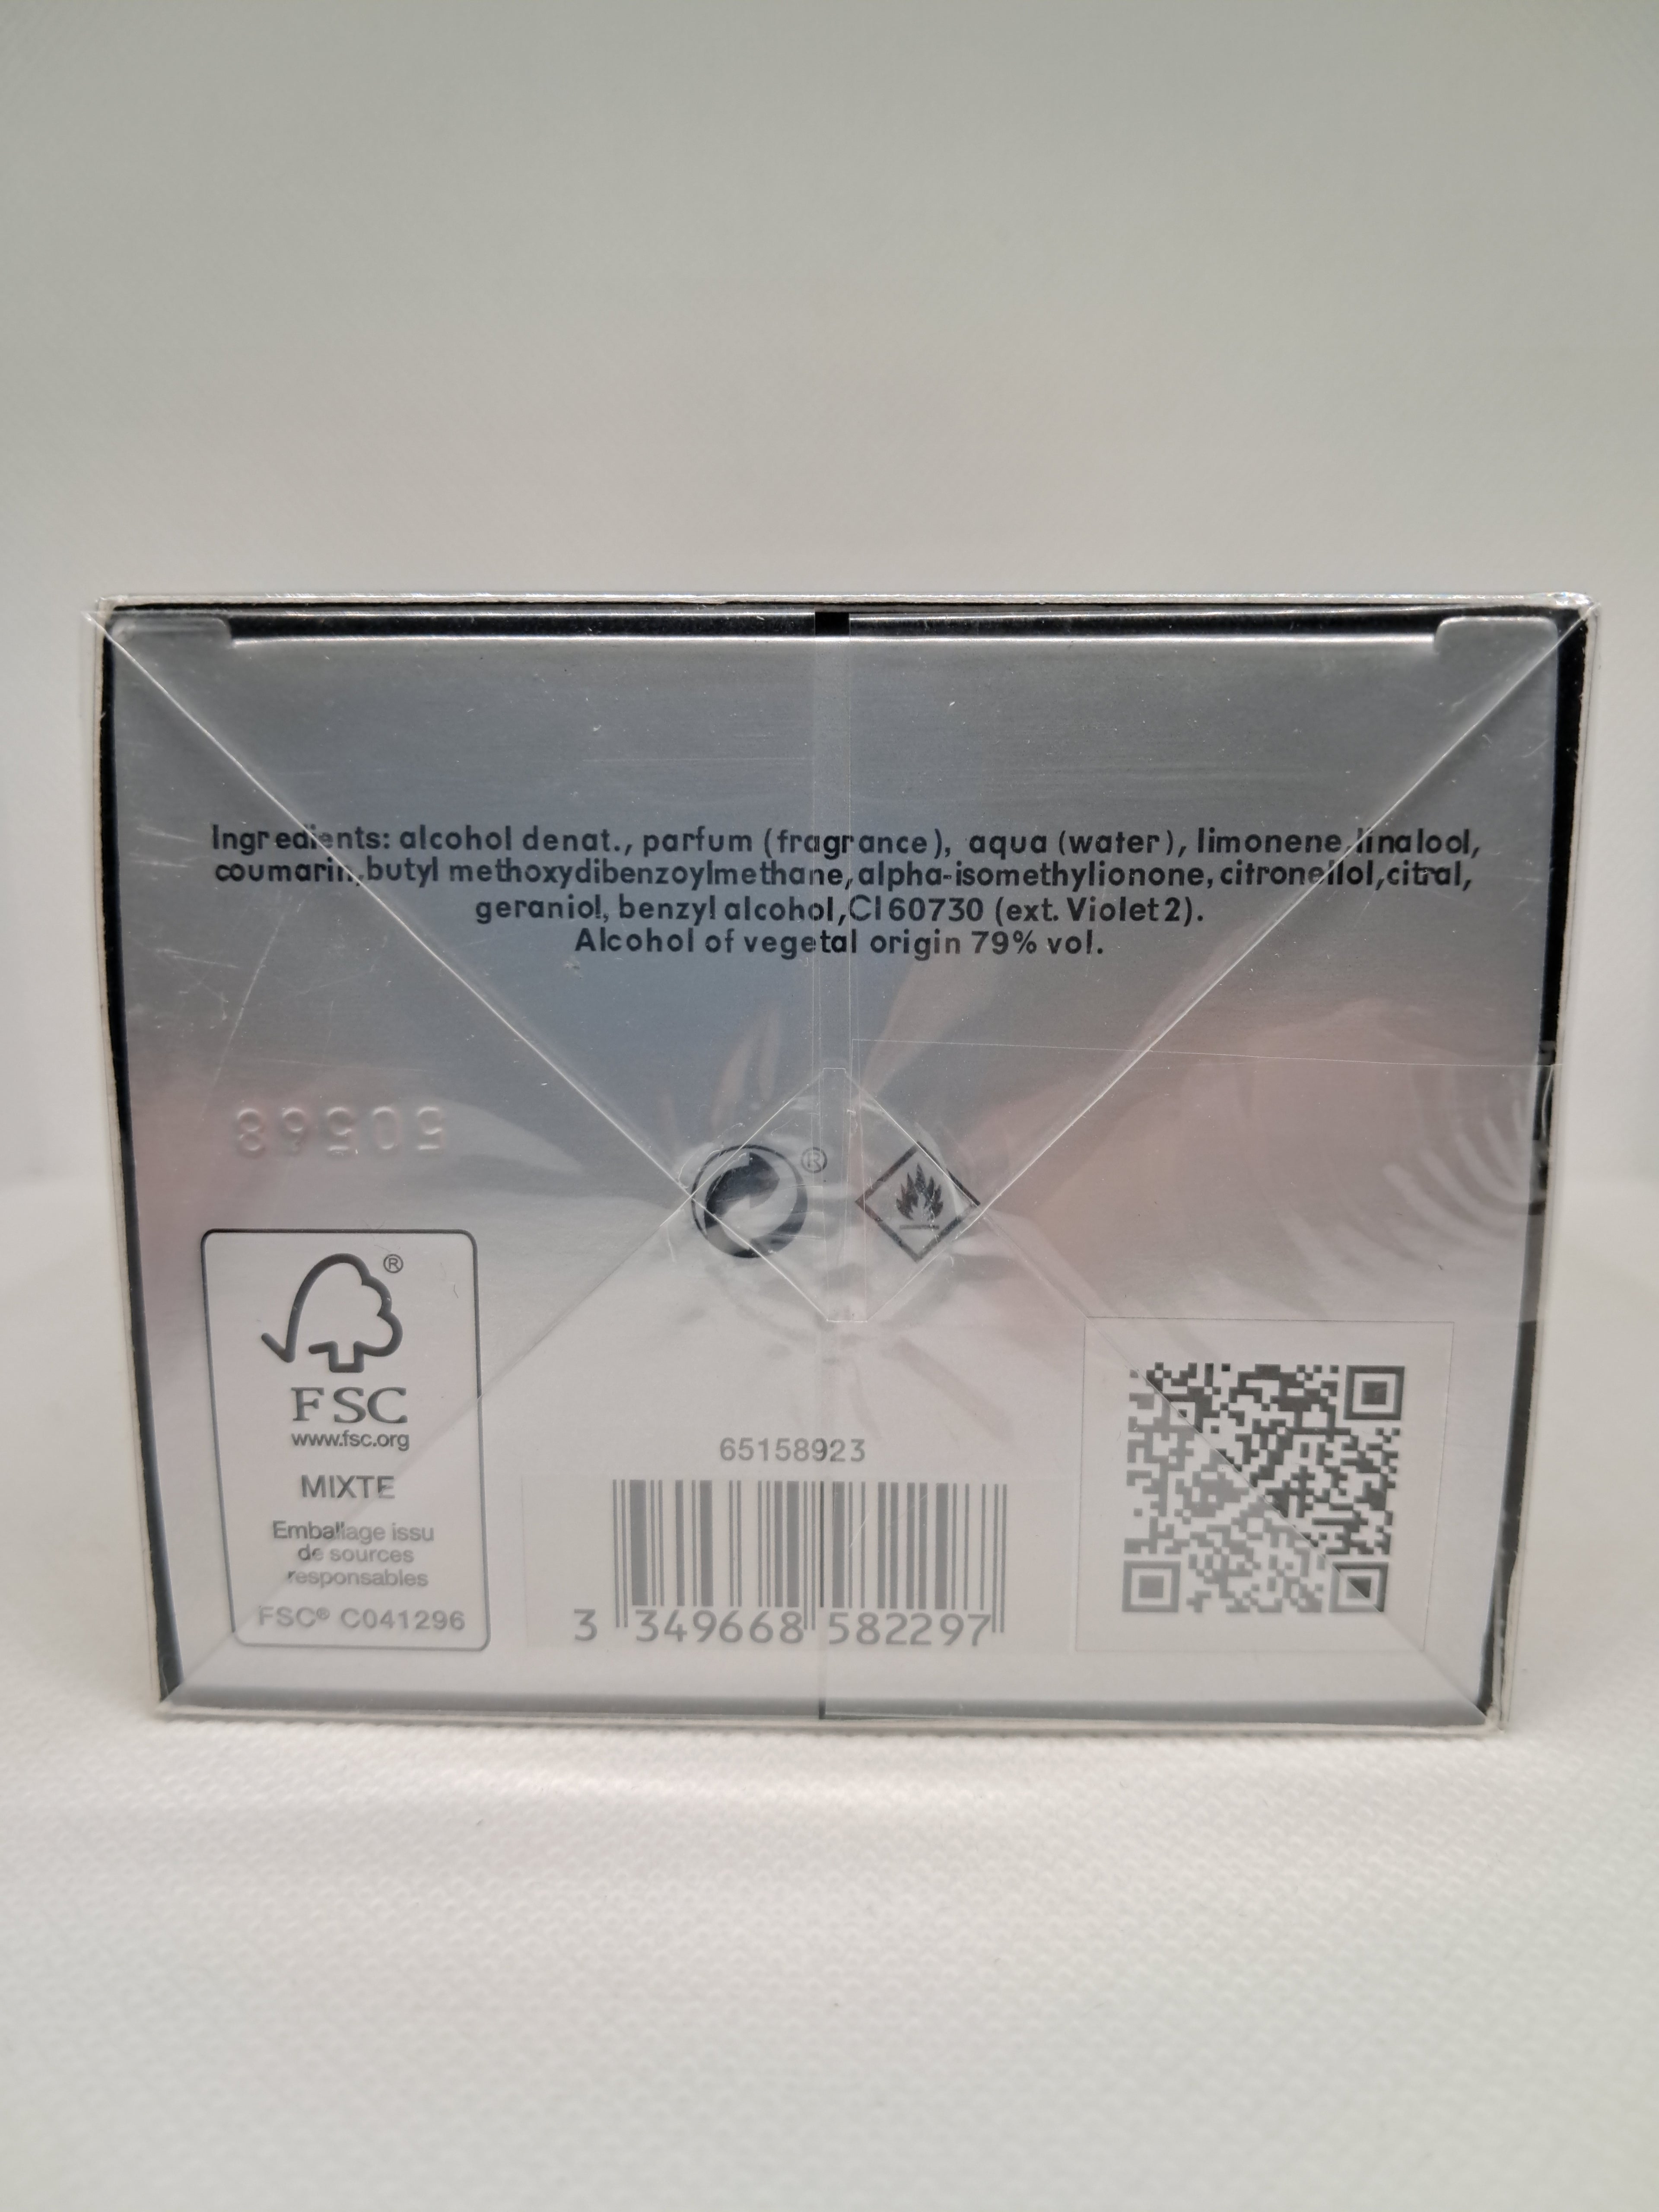 Ingredients: alcohol denat., parfum (fragrance), aqua (water), limonene, linalool,
coumarin, butyl methoxydibenzoylmethane, alpha-isomethylionone, citronellol, citral,
geraniol, benzyl alcohol, CI 60730 (ext. Violet 2).
Alcohol of vegetal origin 79% vol.
50568
®
®
FSC
www.fsc.org
MIXTE
Emballage issu
de sources
responsables
FSC® C041296
65158923
3 349668 582297